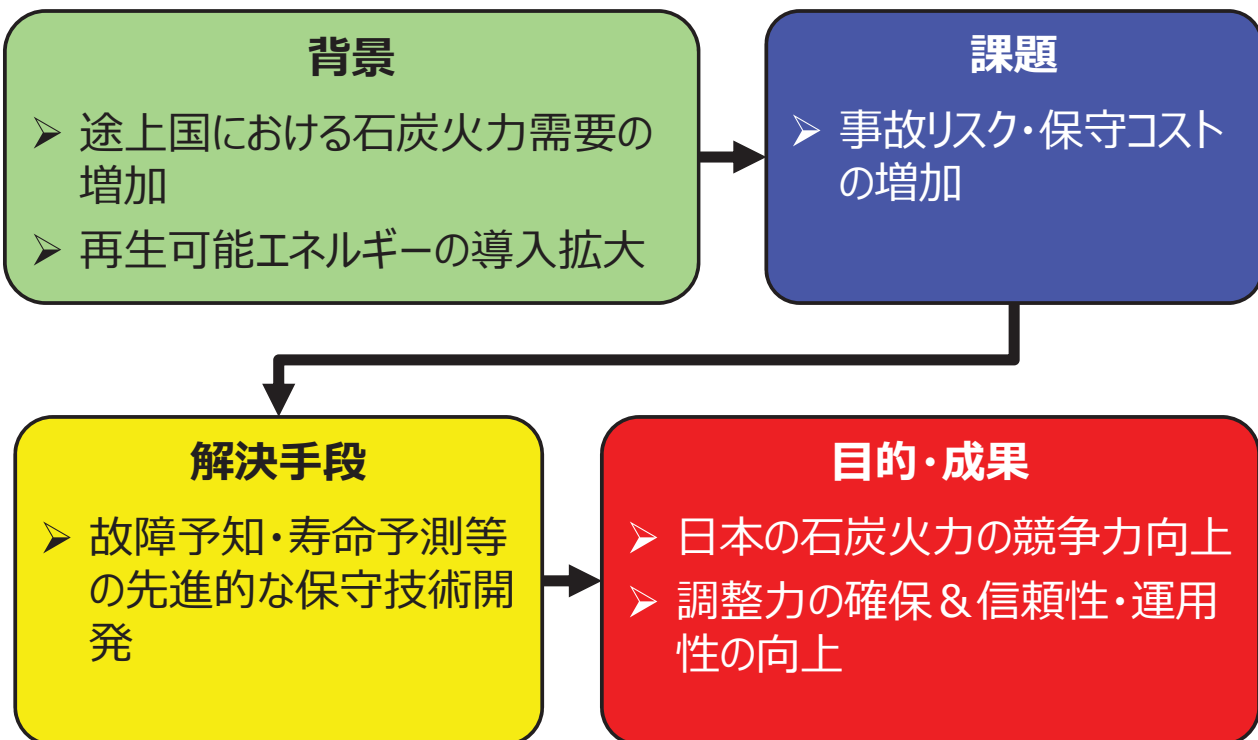 背景
➢ 途上国における石炭火力需要の
増加
➢ 再生可能エネルギーの導入拡大
課題
➢ 事故リスク・保守コスト
の増加
解決手段
➢ 故障予知・寿命予測等
の先進的な保守技術開
発
目的・成果
➢ 日本の石炭火力の競争力向上
➢ 調整力の確保＆信頼性・運用
性の向上